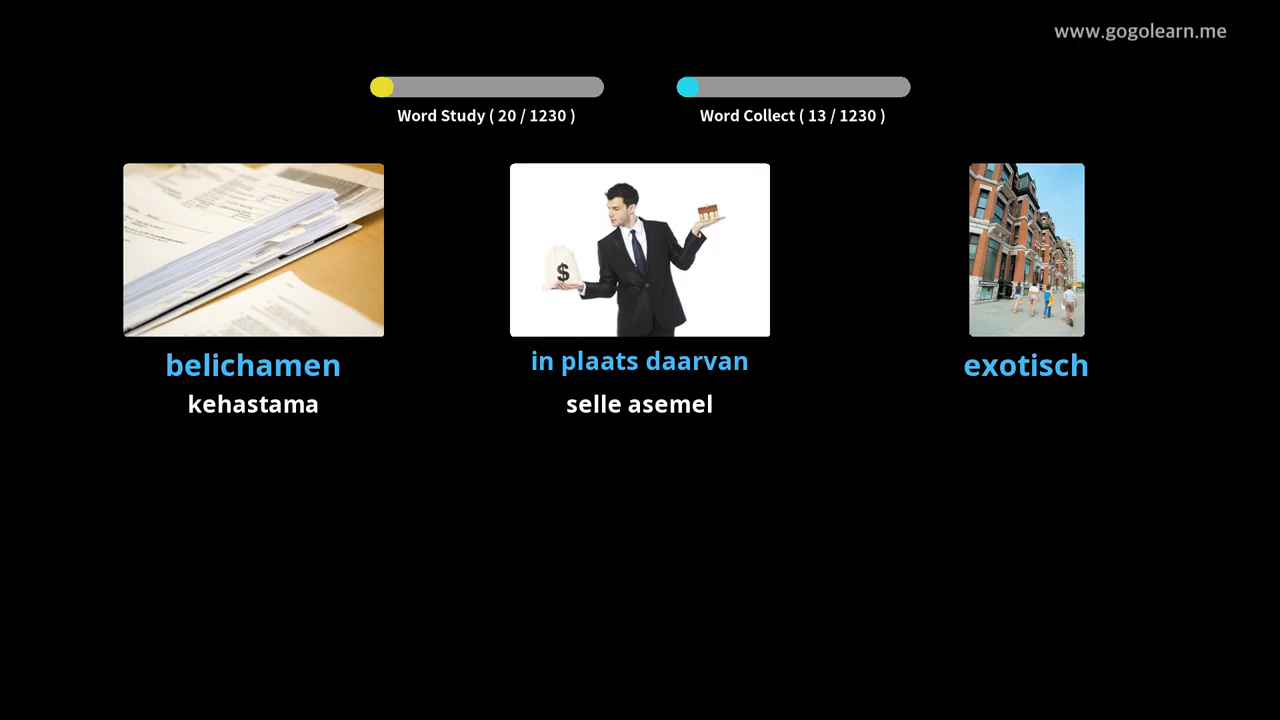 www.gogolearn.me
Word Study ( 20 / 1230 )
Word Collect ( 13 / 1230 )
$
belichamen
in plaats daarvan
exotisch
kehastama
selle asemel